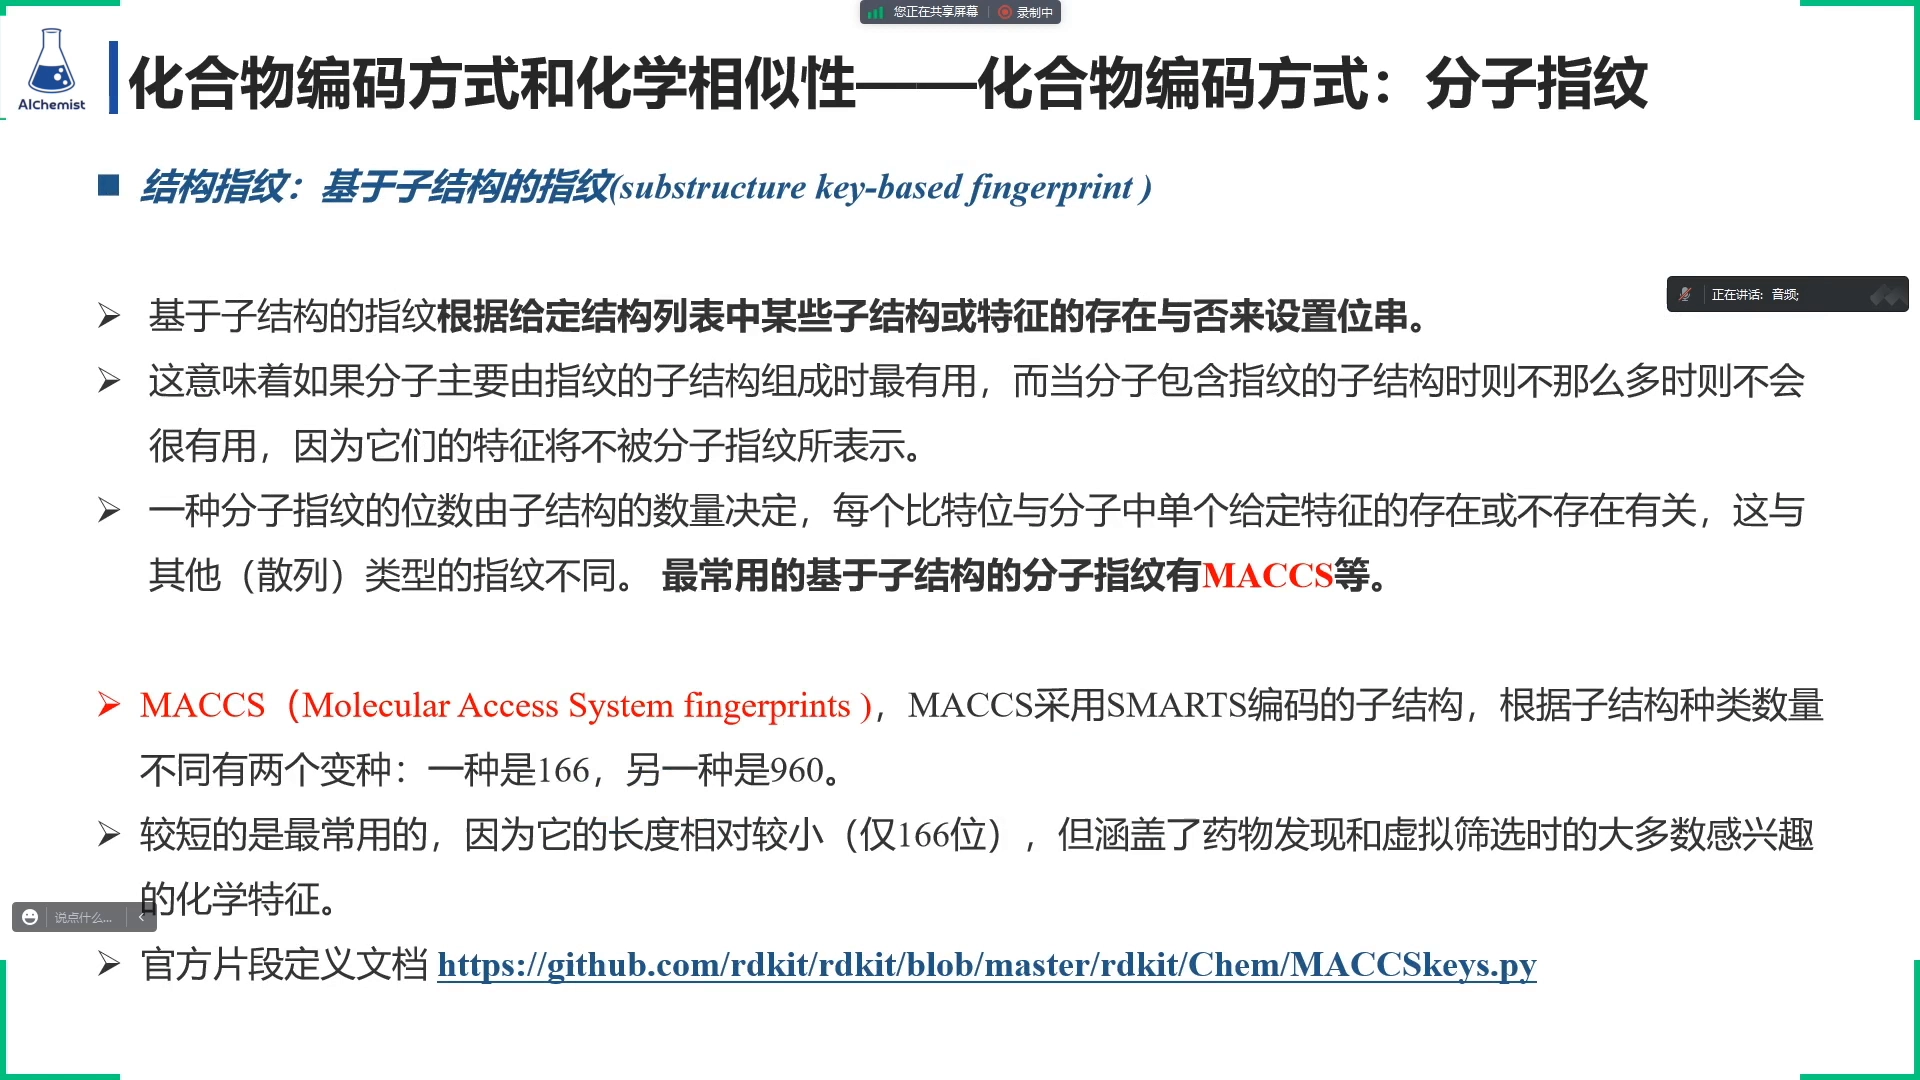 您正在共享屏幕 录制中
AIChemist
化合物编码方式和化学相似性——化合物编码方式：分子指纹
结构指纹：基于子结构的指纹(substructure key-based fingerprint )
正在讲话: 音频;
基于子结构的指纹根据给定结构列表中某些子结构或特征的存在与否来设置位串。
这意味着如果分子主要由指纹的子结构组成时最有用，而当分子包含指纹的子结构时则不那么多时则不会
很有用，因为它们的特征将不被分子指纹所表示。
一种分子指纹的位数由子结构的数量决定，每个比特位与分子中单个给定特征的存在或不存在有关，这与
其他（散列）类型的指纹不同。 最常用的基于子结构的分子指纹有MACCS等。
MACCS（Molecular Access System fingerprints )，MACCS采用SMARTS编码的子结构，根据子结构种类数量
不同有两个变种：一种是166，另一种是960。
较短的是最常用的，因为它的长度相对较小（仅166位），但涵盖了药物发现和虚拟筛选时的大多数感兴趣
的化学特征。
说点什么...
官方片段定义文档 https://github.com/rdkit/rdkit/blob/master/rdkit/Chem/MACCSkeys.py